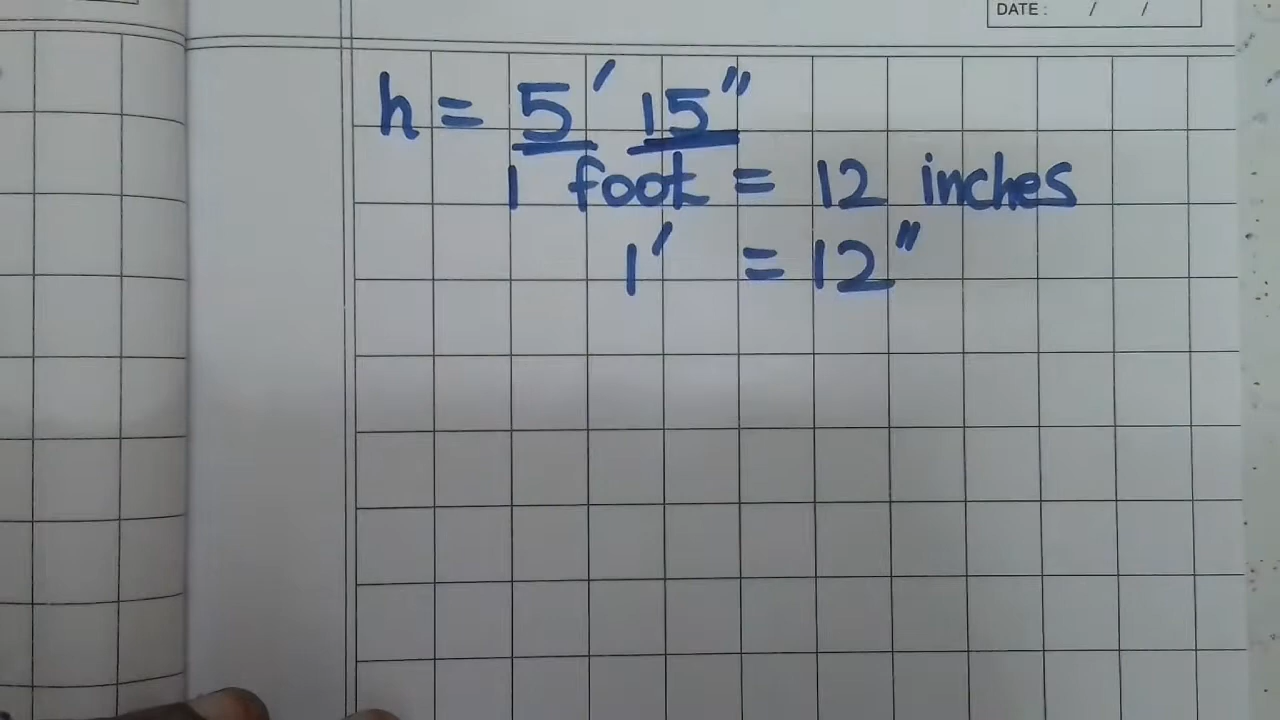 DATE : / /
h = 5' 15"
1 foot = 12 inches
1' = 12"